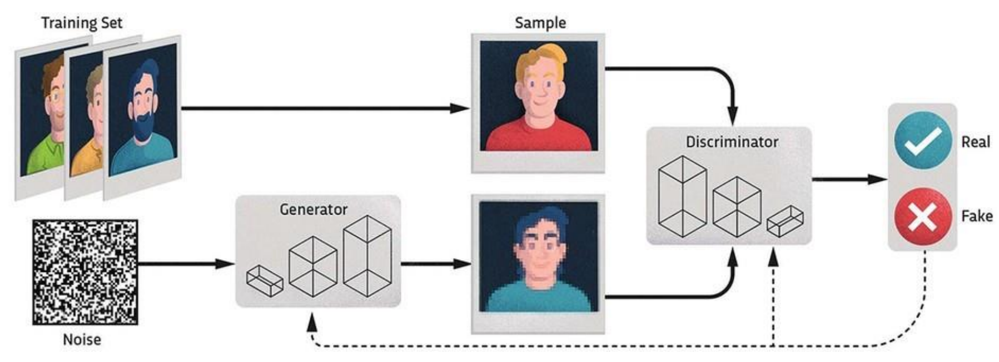 Training Set
Sample
Discriminator
Real
Generator
Fake
Noise